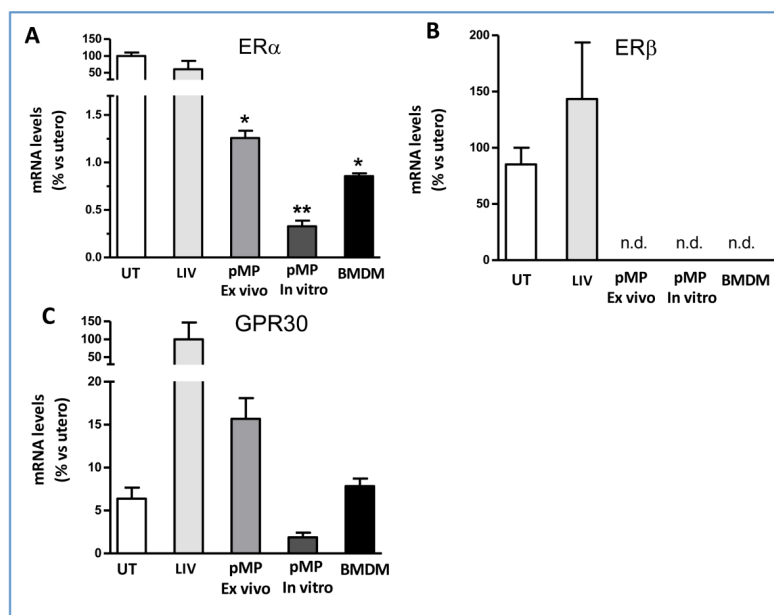 A
ERα
mRNA levels
(% vs utero)
150
100
50
1.5
1.0
0.5
0.0
*
**
*
UT LIV pMP pMP BMDM
Ex vivo In vitro
B
ERβ
mRNA levels
(% vs utero)
200
150
100
50
0
n.d. n.d. n.d.
UT LIV pMP pMP BMDM
Ex vivo In vitro
C
GPR30
mRNA levels
(% vs utero)
150
100
50
20
15
10
5
0
UT LIV pMP pMP BMDM
Ex vivo In vitro